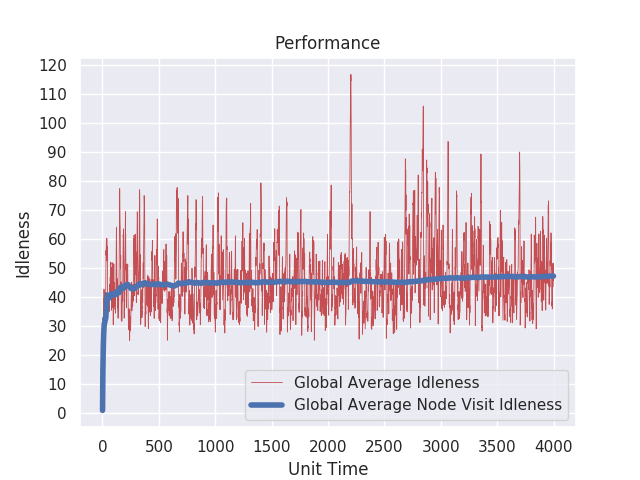 Performance
120
110
100
90
80
70
60
50
40
30
20
10
0
Idleness
Global Average Idleness
Global Average Node Visit Idleness
0 500 1000 1500 2000 2500 3000 3500 4000
Unit Time